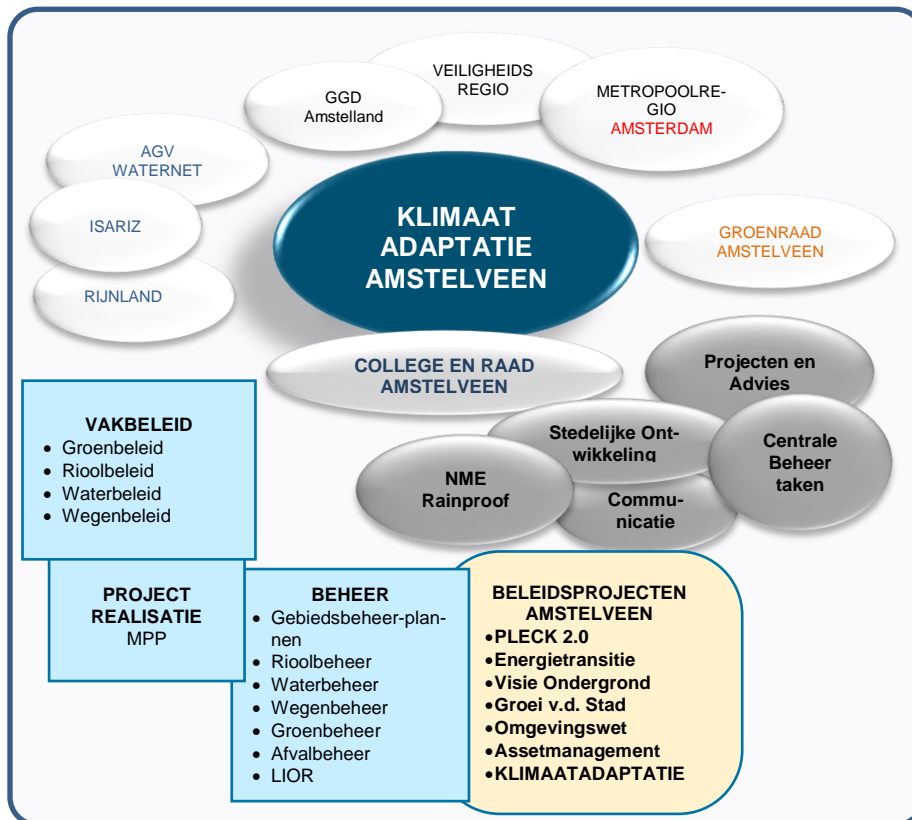 VEILIGHEIDS
REGIO
GGD
Amstelland
METROPOOLRE-
GIO
AMSTERDAM
AGV
WATERNET
ISARIZ
RIJNLAND
KLIMAAT
ADAPTATIE
AMSTELVEEN
GROENRAAD
AMSTELVEEN
COLLEGE EN RAAD
AMSTELVEEN
Projecten en
Advies
Stedelijke Ont-
wikkeling
Centrale
Beheer
taken
NME
Rainproof
Commu-
nicatie
VAKBELEID
• Groenbeleid
• Rioolbeleid
• Waterbeleid
• Wegenbeleid
PROJECT
REALISATIE
MPP
BEHEER
• Gebiedsbeheer-plan-
nen
• Rioolbeheer
• Waterbeheer
• Wegenbeheer
• Groenbeheer
• Afvalbeheer
• LIOR
BELEIDSPROJECTEN
AMSTELVEEN
•PLECK 2.0
•Energietransitie
•Visie Ondergrond
•Groei v.d. Stad
•Omgevingswet
•Assetmanagement
•KLIMAATADAPTATIE